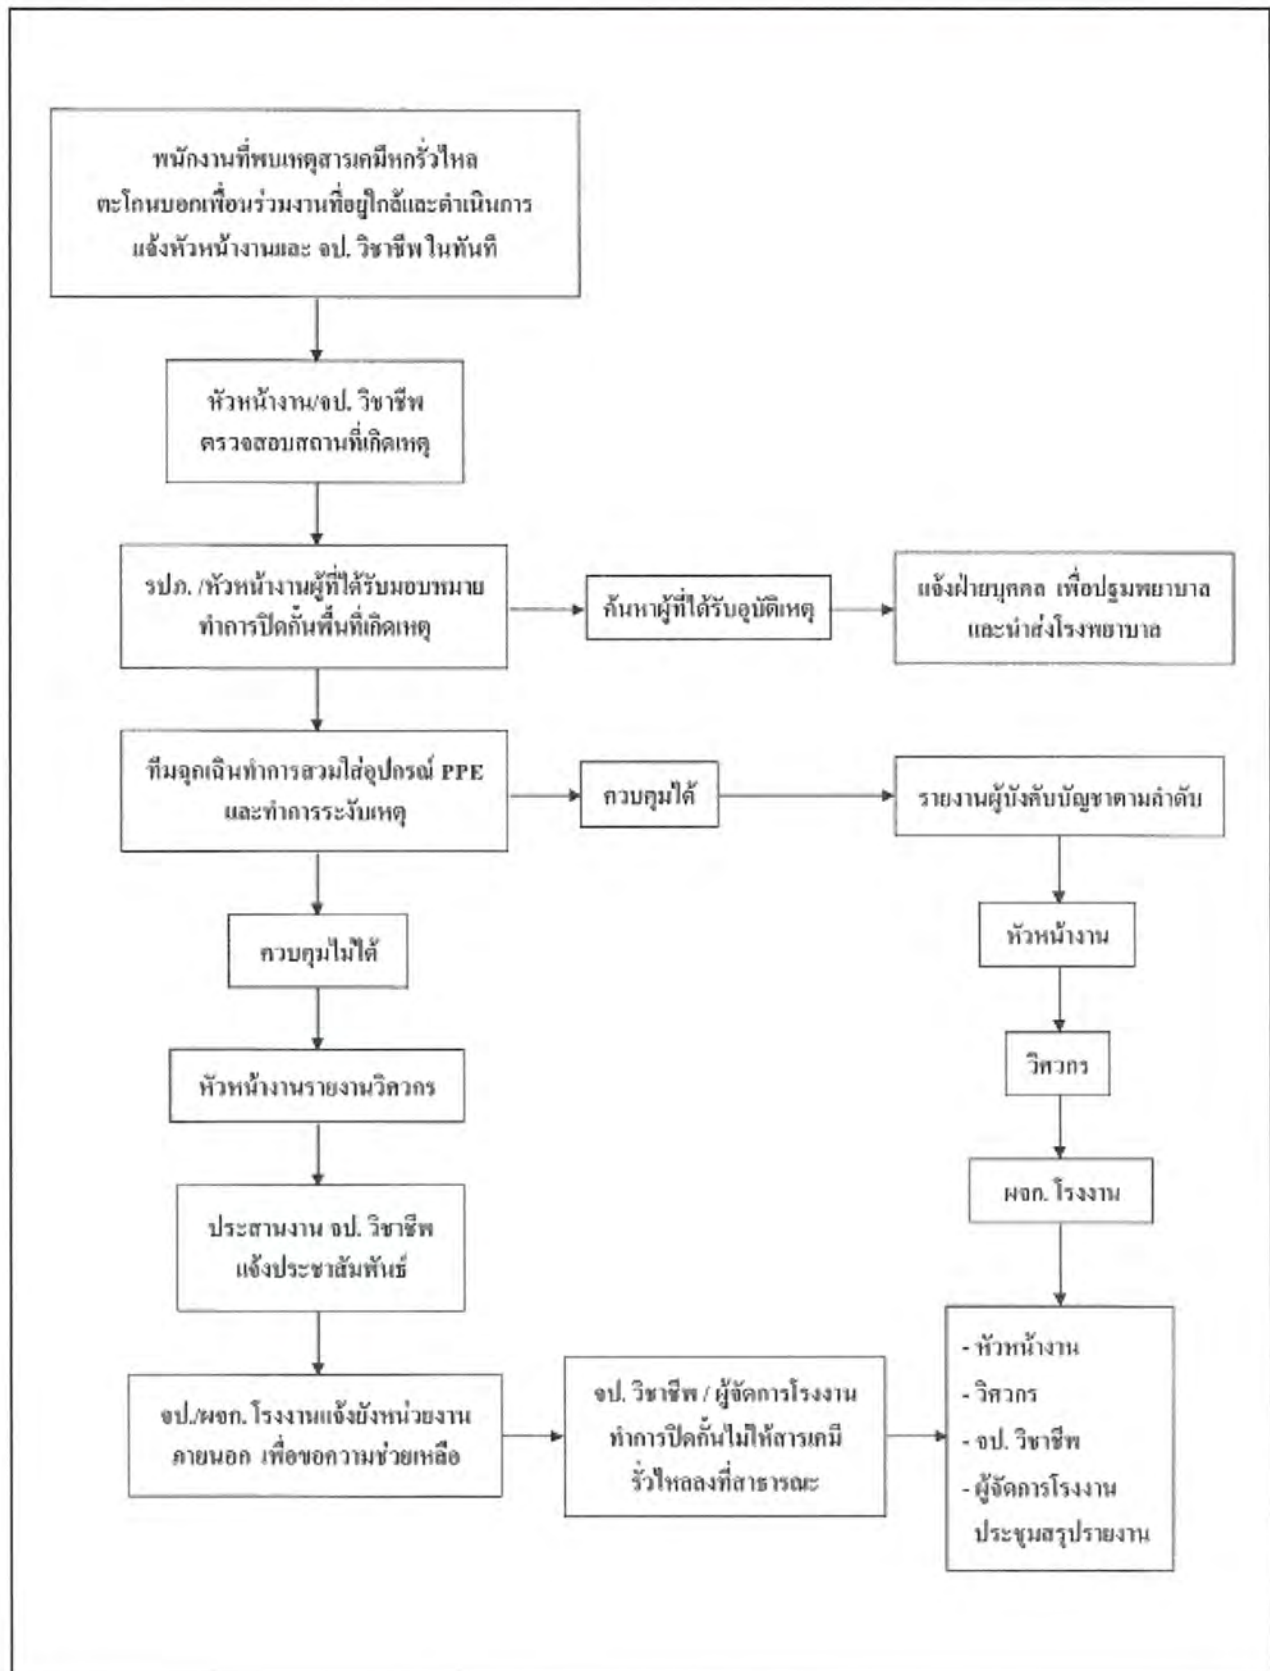 พนักงานที่พบเหตุสารเคมีหกรั่วไหล
ตะโกนบอกเพื่อนร่วมงานที่อยู่ใกล้และดำเนินการ
แจ้งหัวหน้างานและ จป. วิชาชีพ ในทันที
หัวหน้างาน/จป. วิชาชีพ
ตรวจสอบสถานที่เกิดเหตุ
รปภ. /หัวหน้างานผู้ที่ได้รับมอบหมาย
ทำการปิดกั้นพื้นที่เกิดเหตุ
ค้นหาผู้ที่ได้รับอุบัติเหตุ
แจ้งฝ่ายบุคคล เพื่อปฐมพยาบาล
และนำส่งโรงพยาบาล
ทีมฉุกเฉินทำการสวมใส่อุปกรณ์ PPE
และทำการระงับเหตุ
ควบคุมได้
รายงานผู้บังคับบัญชาตามลำดับ
ควบคุมไม่ได้
หัวหน้างาน
หัวหน้างานรายงานวิศวกร
วิศวกร
ประสานงาน จป. วิชาชีพ
แจ้งประชาสัมพันธ์
ผจก. โรงงาน
จป./ผจก. โรงงานแจ้งยังหน่วยงาน
ภายนอก เพื่อขอความช่วยเหลือ
จป. วิชาชีพ / ผู้จัดการโรงงาน
ทำการปิดกั้นไม่ให้สารเคมี
รั่วไหลลงที่สาธารณะ
- หัวหน้างาน
- วิศวกร
- จป. วิชาชีพ
- ผู้จัดการโรงงาน
ประชุมสรุปรายงาน